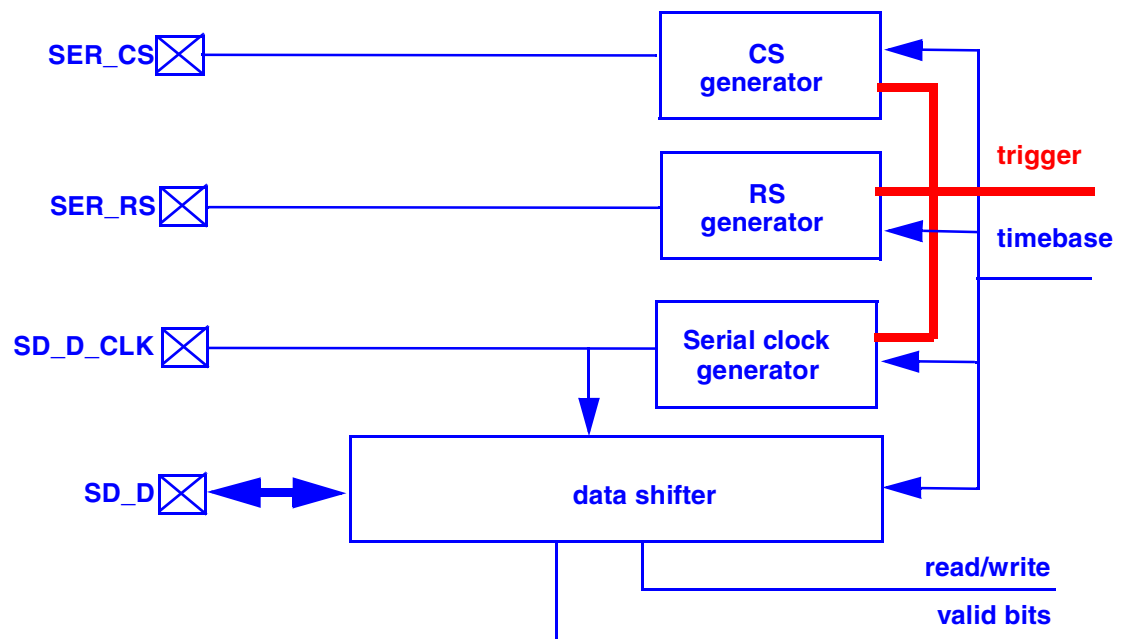 SER_CS
CS
generator
trigger
SER_RS
RS
generator
timebase
SD_D_CLK
Serial clock
generator
SD_D
data shifter
read/write
valid bits